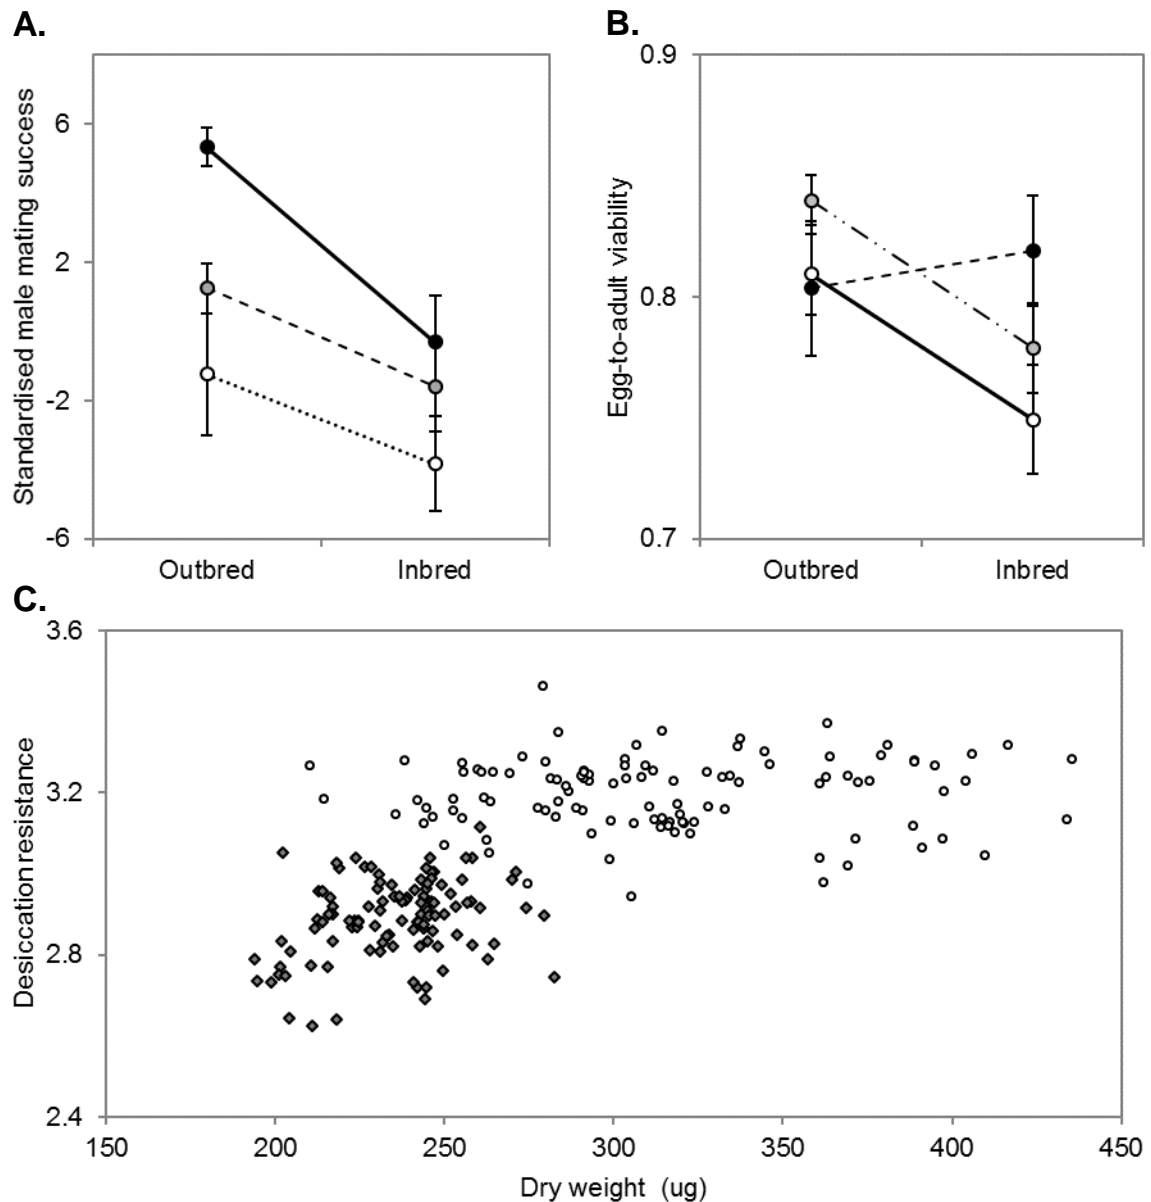 A.
Standardised male mating success
6
2
-2
-6
Outbred
Inbred
B.
Egg-to-adult viability
0.9
0.8
0.7
Outbred
Inbred
C.
Desiccation resistance
3.6
3.2
2.8
2.4
150
200
250
300
350
400
450
Dry weight (ug)